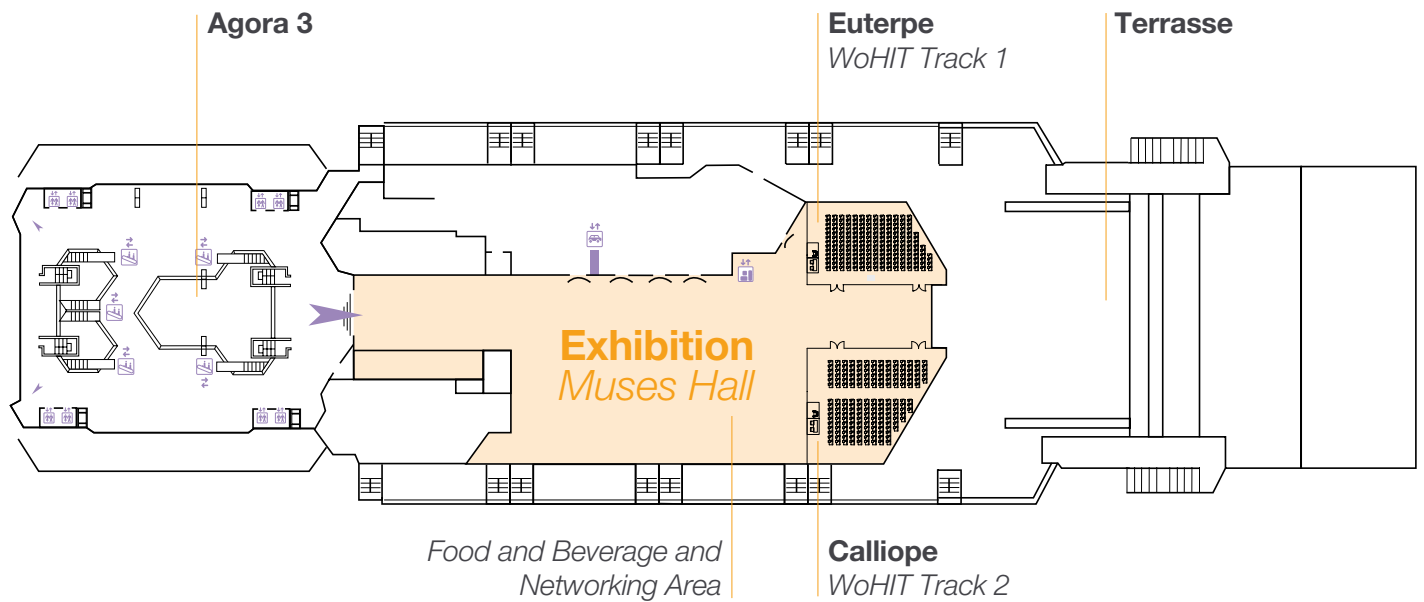 Agora 3
Euterpe
WoHIT Track 1
Terrasse
Exhibition
Muses Hall
Food and Beverage and
Networking Area
Calliope
WoHIT Track 2